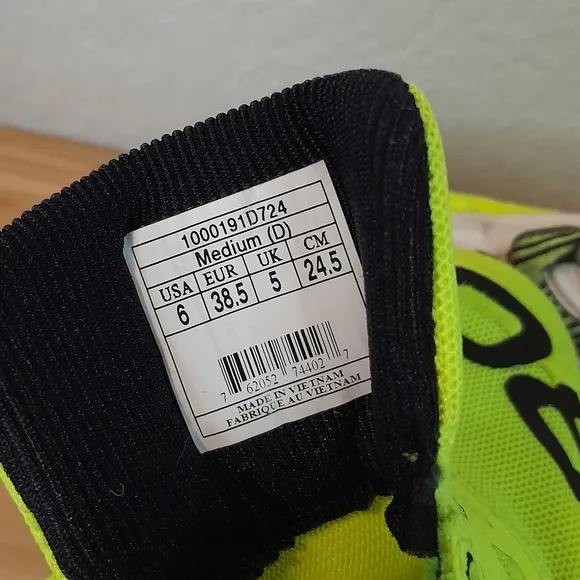 1000191D724
Medium (D)
USA EUR UK CM
6 38.5 5 24.5
7 62052 74402 7
MADE IN VIETNAM
FABRIQUE AU VIETNAM